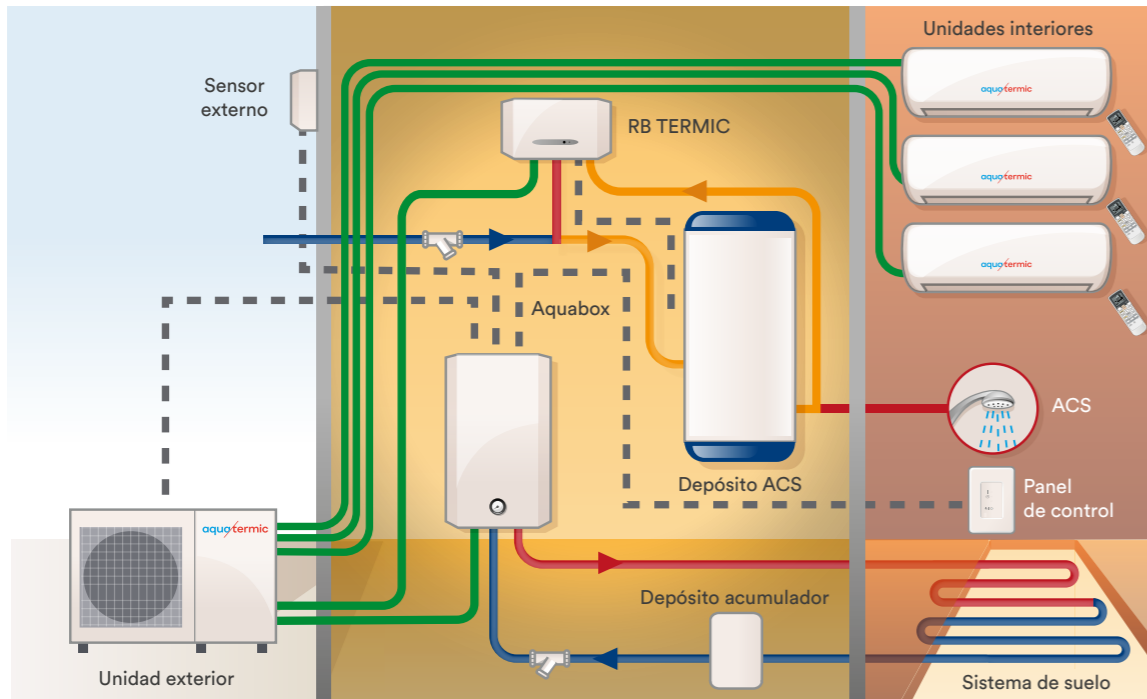 Unidades interiores
Sensor
externo
aquatermic
RB TERMIC
aquatermic
aquatermic
Aquabox
ACS
Depósito ACS
Panel
de control
aquatermic
Depósito acumulador
Unidad exterior
Sistema de suelo